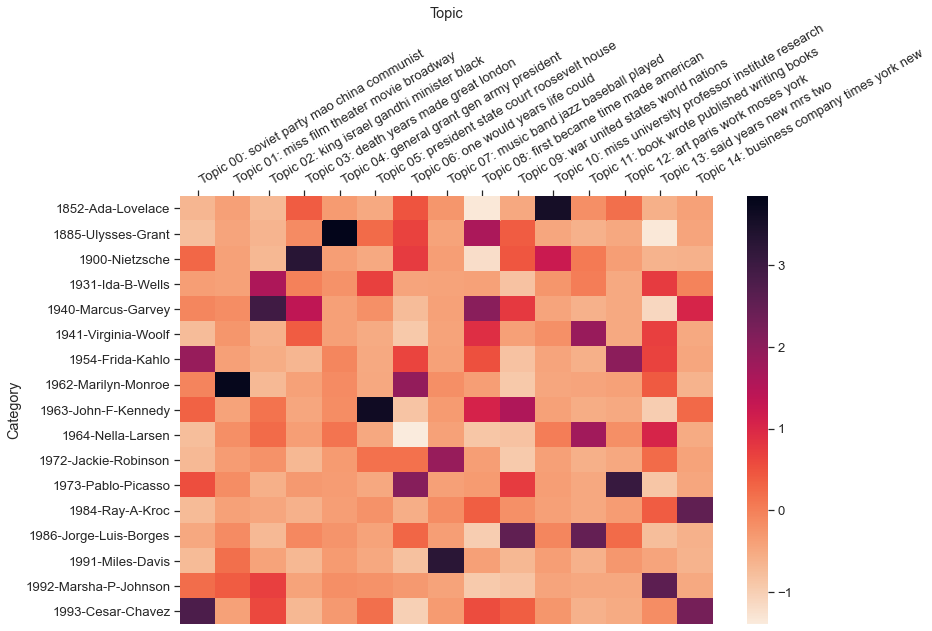 Topic
Topic 00: soviet party mao china communist
Topic 01: miss film theater movie broadway
Topic 02: king israel gandhi minister black
Topic 03: death years made great london
Topic 04: general grant gen army president
Topic 05: president state court roosevelt house
Topic 06: one would years life could
Topic 07: music band jazz baseball played
Topic 08: first became time made american
Topic 09: war united states world nations
Topic 10: miss university professor institute research
Topic 11: book wrote published writing books
Topic 12: art paris work moses york
Topic 13: said years new mrs two
Topic 14: business company times york new
Category
1852-Ada-Lovelace
1885-Ulysses-Grant
1900-Nietzsche
1931-Ida-B-Wells
1940-Marcus-Garvey
1941-Virginia-Woolf
1954-Frida-Kahlo
1962-Marilyn-Monroe
1963-John-F-Kennedy
1964-Nella-Larsen
1972-Jackie-Robinson
1973-Pablo-Picasso
1984-Ray-A-Kroc
1986-Jorge-Luis-Borges
1991-Miles-Davis
1992-Marsha-P-Johnson
1993-Cesar-Chavez
3
2
1
0
−1